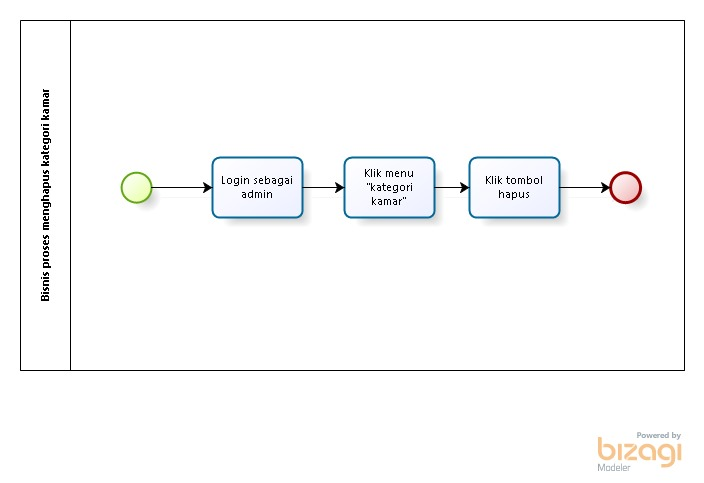 Bisnis proses menghapus kategori kamar
Login sebagai
admin
Klik menu
"kategori
kamar"
Klik tombol
hapus
Powered by
bizagi
Modeler